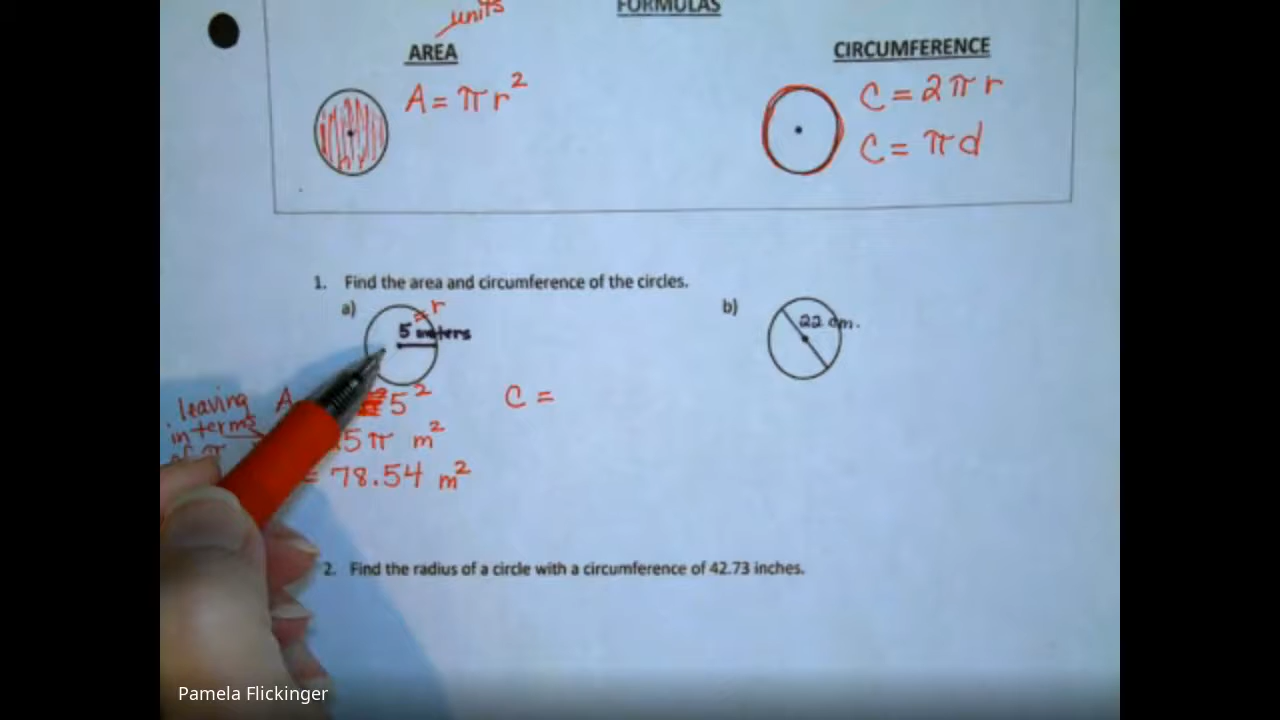 FORMULAS
units
AREA
A = πr²
CIRCUMFERENCE
C = 2πr
C = πd
1. Find the area and circumference of the circles.
a)
= r
5 meters
b)
22 cm.
leaving
in terms
of π
A
5²
C =
5π m²
= 78.54 m²
2. Find the radius of a circle with a circumference of 42.73 inches.
Pamela Flickinger